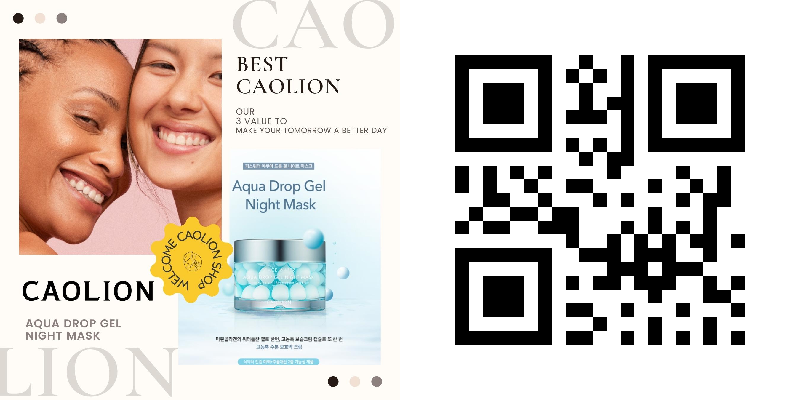 CAO
BEST
CAOLION
OUR
3 VALUE TO
MAKE YOUR TOMORROW A BETTER DAY
Aqua Drop Gel
Night Mask
WELCOME CAOLION SHOP
CAOLION
AQUA DROP GEL
NIGHT MASK
LION